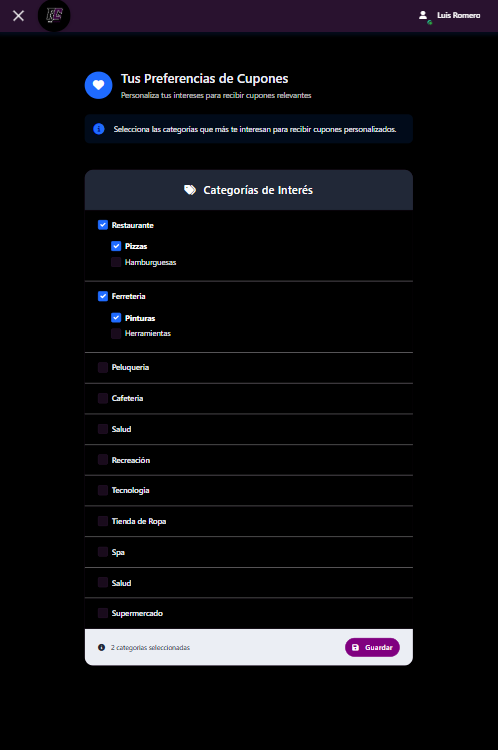 Luis Romero
Tus Preferencias de Cupones
Personaliza tus intereses para recibir cupones relevantes
Selecciona las categorías que más te interesan para recibir cupones personalizados.
Categorías de Interés
Restaurante
Pizzas
Hamburguesas
Ferreteria
Pinturas
Herramientas
Peluqueria
Cafeteria
Salud
Recreación
Tecnologia
Tienda de Ropa
Spa
Salud
Supermercado
2 categorías seleccionadas
Guardar